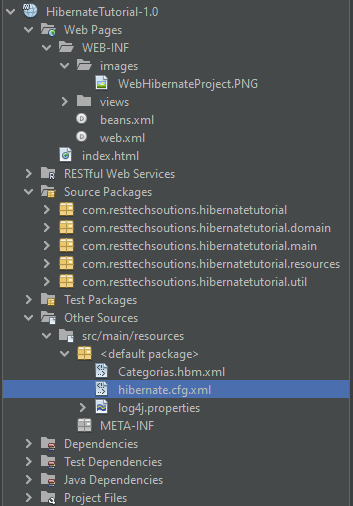 HibernateTutorial-1.0
Web Pages
WEB-INF
images
WebHibernateProject.PNG
views
beans.xml
web.xml
index.html
RESTful Web Services
Source Packages
com.resttechsoutions.hibernatetutorial
com.resttechsoutions.hibernatetutorial.domain
com.resttechsoutions.hibernatetutorial.main
com.resttechsoutions.hibernatetutorial.resources
com.resttechsoutions.hibernatetutorial.util
Test Packages
Other Sources
src/main/resources
<default package>
Categorias.hbm.xml
hibernate.cfg.xml
log4j.properties
META-INF
Dependencies
Test Dependencies
Java Dependencies
Project Files